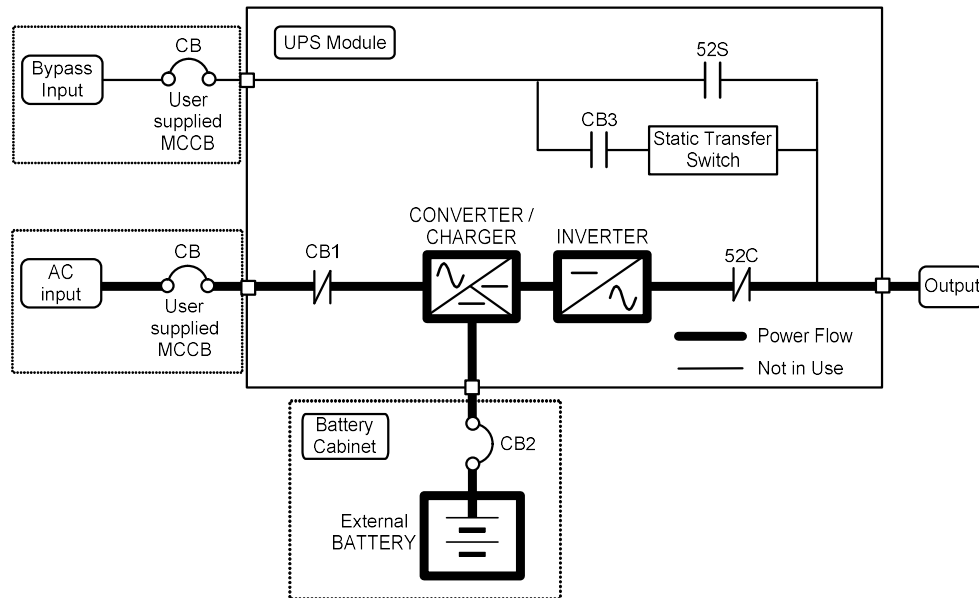 UPS Module
CB
Bypass
Input
User
supplied
MCCB
52S
CB3
Static Transfer
Switch
CONVERTER /
CHARGER
INVERTER
CB
CB1
52C
AC
input
Output
User
supplied
MCCB
Power Flow
Not in Use
Battery
Cabinet
CB2
External
BATTERY